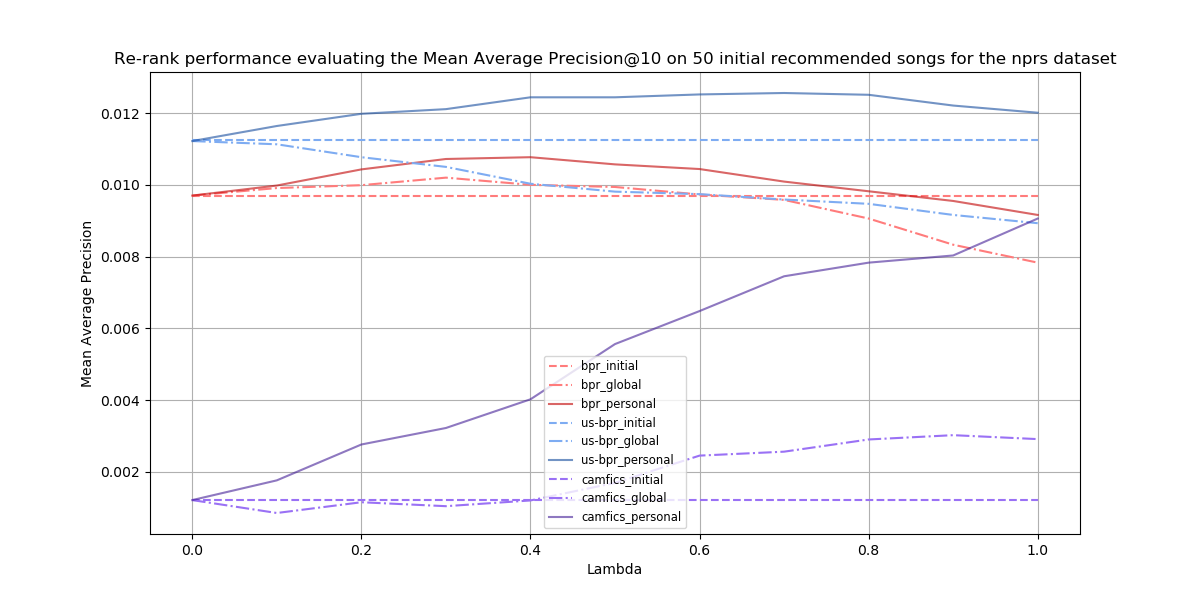 Re-rank performance evaluating the Mean Average Precision@10 on 50 initial recommended songs for the nprs dataset
Mean Average Precision
0.012
0.010
0.008
0.006
0.004
0.002
bpr_initial
bpr_global
bpr_personal
us-bpr_initial
us-bpr_global
us-bpr_personal
camfics_initial
camfics_global
camfics_personal
0.0 0.2 0.4 0.6 0.8 1.0
Lambda